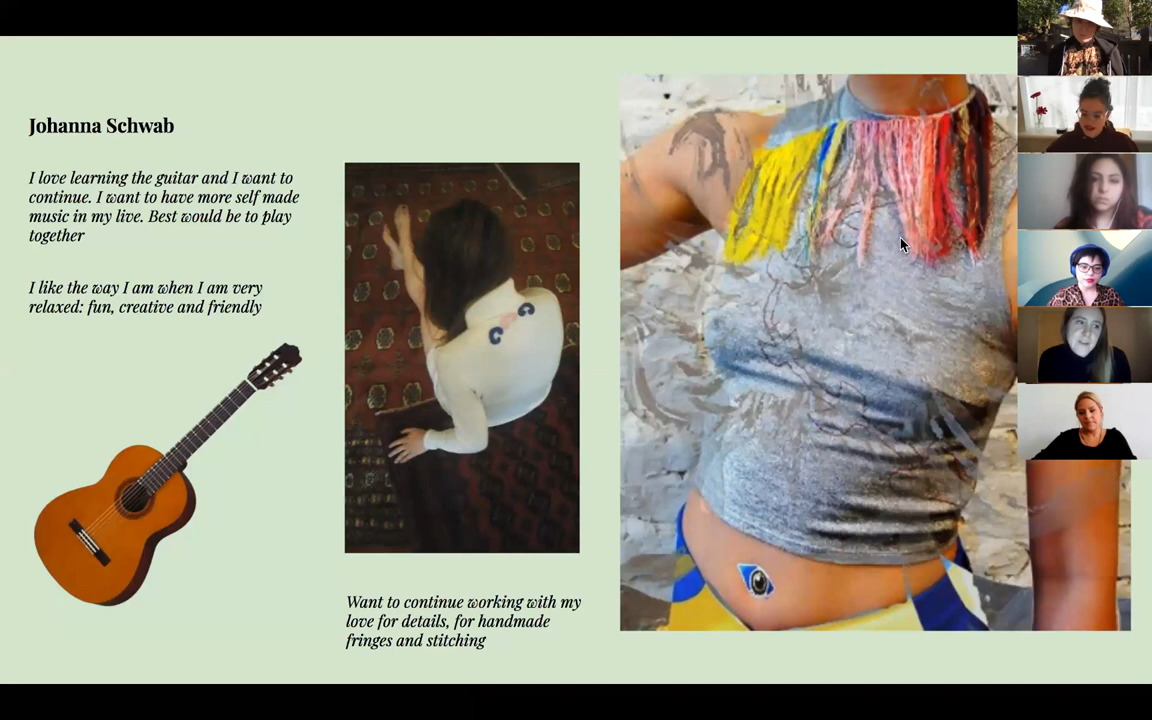 Johanna Schwab
I love learning the guitar and I want to
continue. I want to have more self made
music in my live. Best would be to play
together
I like the way I am when I am very
relaxed: fun, creative and friendly
Want to continue working with my
love for details, for handmade
fringes and stitching